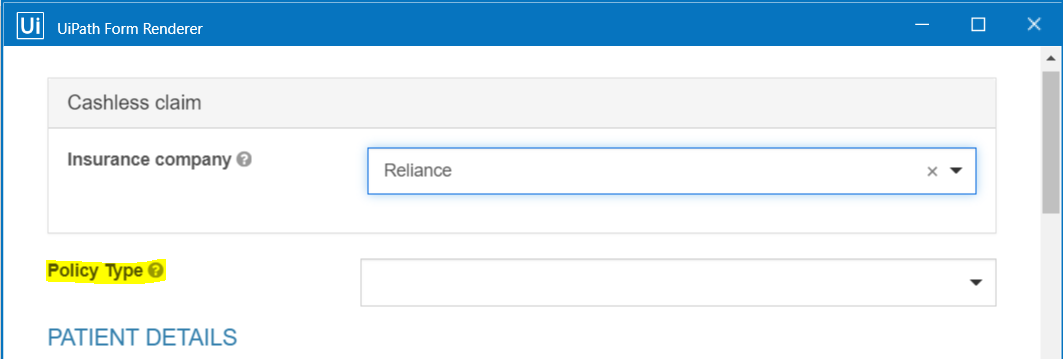 Ui UiPath Form Renderer
Cashless claim
Insurance company ?
Reliance
Policy Type ?
PATIENT DETAILS